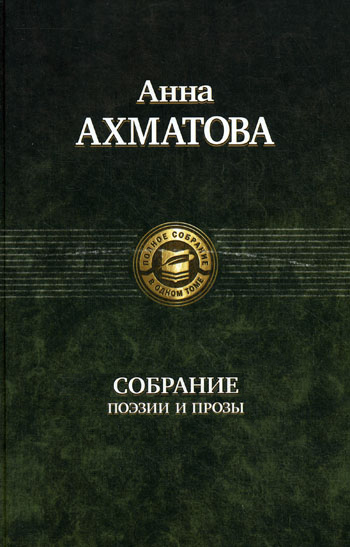 Анна
АХМАТОВА
ПОЛНОЕ СОБРАНИЕ
В ОДНОМ ТОМЕ
СОБРАНИЕ
ПОЭЗИИ И ПРОЗЫ